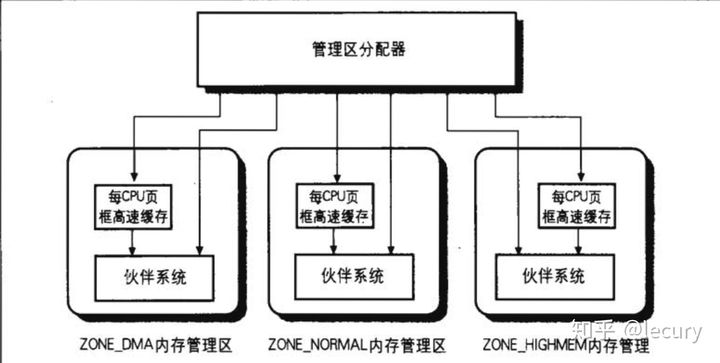 管理区分配器
每CPU页
框高速缓存
每CPU页
框高速缓存
每CPU页
框高速缓存
伙伴系统
伙伴系统
伙伴系统
ZONE_DMA内存管理区
ZONE_NORMAL内存管理区
ZONE_HIGHMEM内存管理
知乎 @lecury